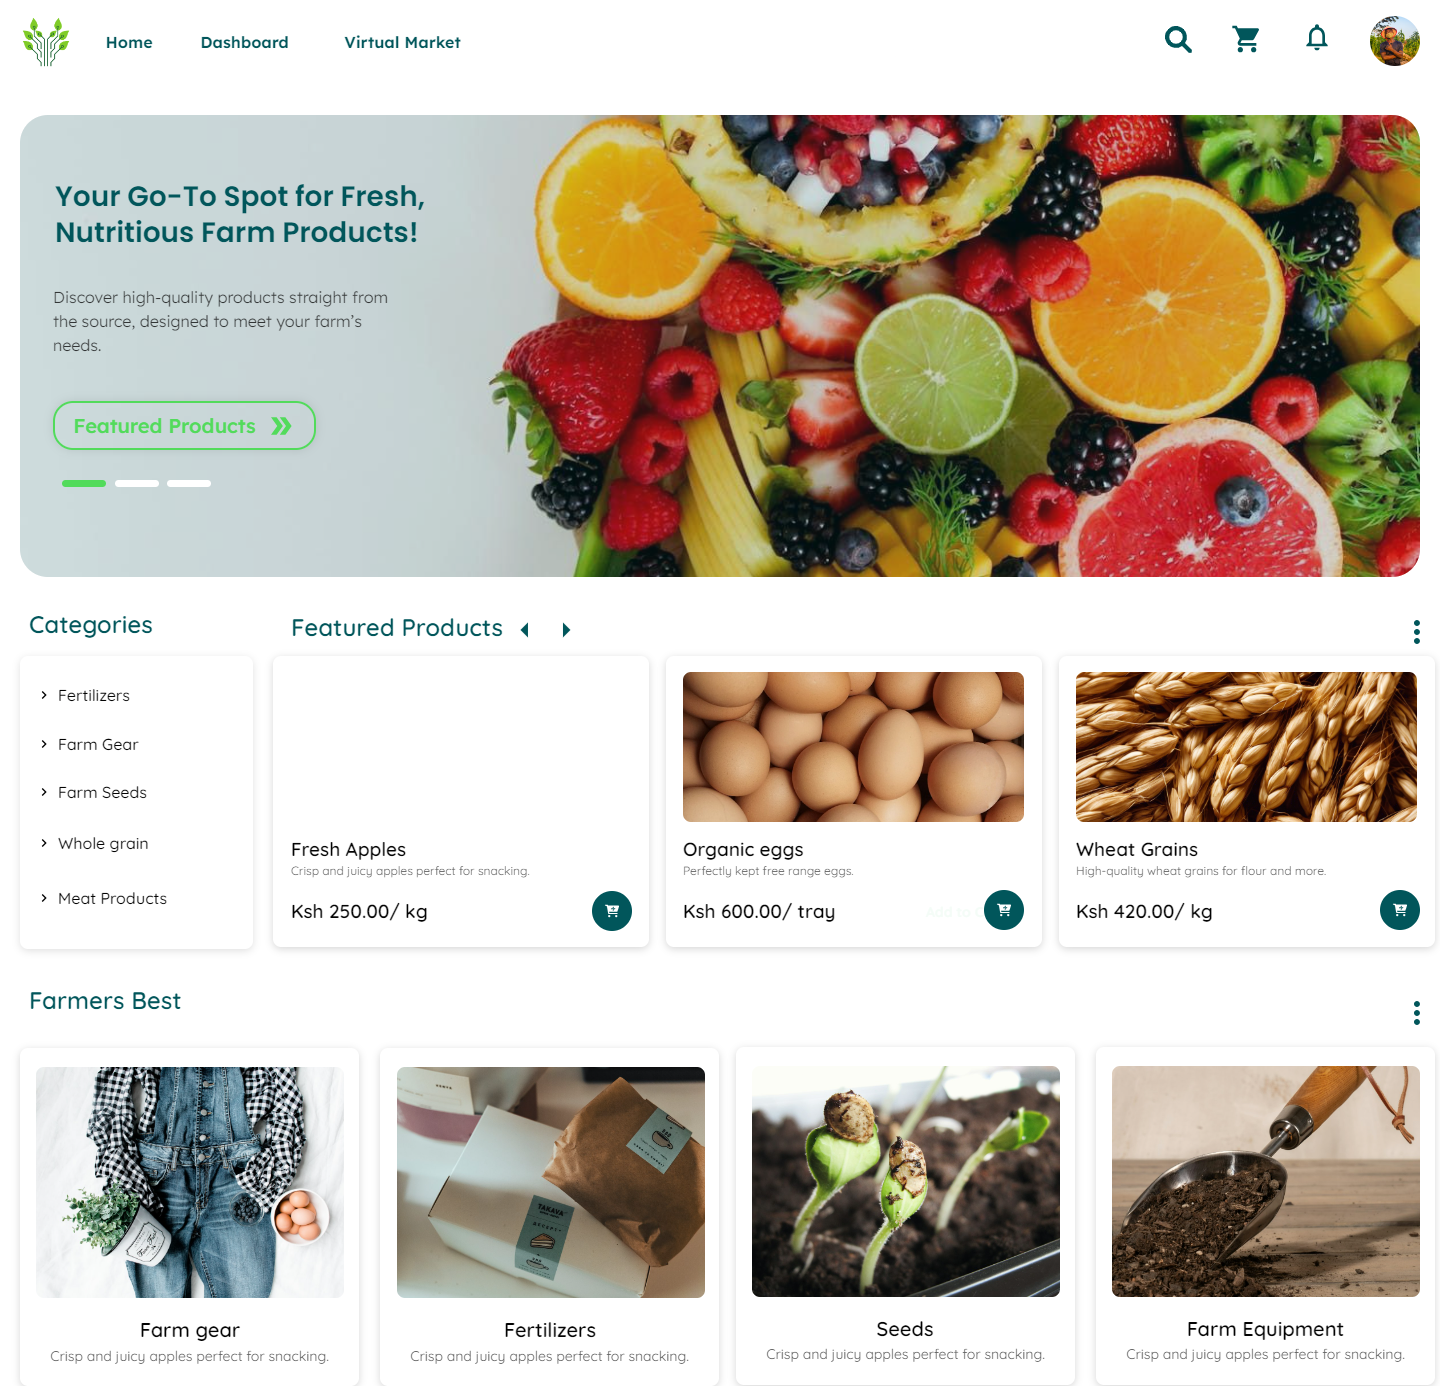 Home
Dashboard
Virtual Market
Your Go-To Spot for Fresh,
Nutritious Farm Products!
Discover high-quality products straight from
the source, designed to meet your farm's
needs.
Featured Products
Categories
Fertilizers
Farm Gear
Farm Seeds
Whole grain
Meat Products
Featured Products
Fresh Apples
Crisp and juicy apples perfect for snacking.
Ksh 250.00/ kg
Organic eggs
Perfectly kept free range eggs.
Ksh 600.00/ tray
Add to
Wheat Grains
High-quality wheat grains for flour and more.
Ksh 420.00/ kg
Farmers Best
TAKAVA
Farm gear
Crisp and juicy apples perfect for snacking.
Fertilizers
Crisp and juicy apples perfect for snacking.
Seeds
Crisp and juicy apples perfect for snacking.
Farm Equipment
Crisp and juicy apples perfect for snacking.